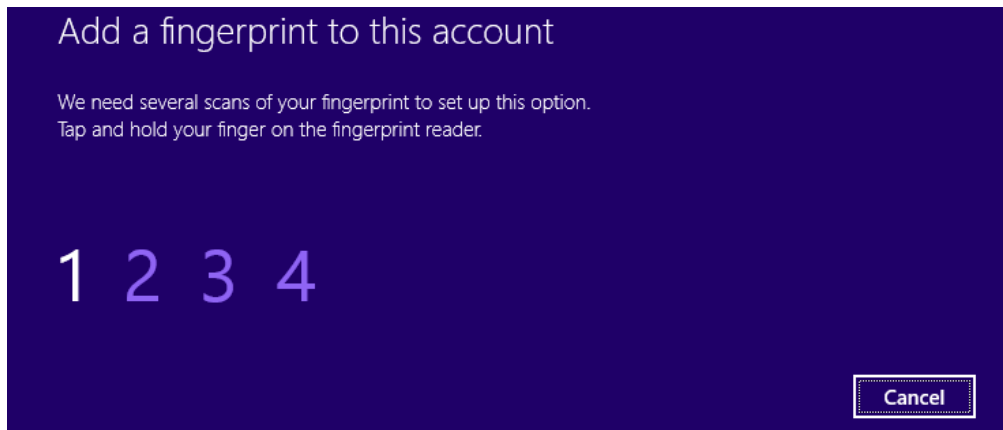 Add a fingerprint to this account
We need several scans of your fingerprint to set up this option.
Tap and hold your finger on the fingerprint reader.
1 2 3 4
Cancel